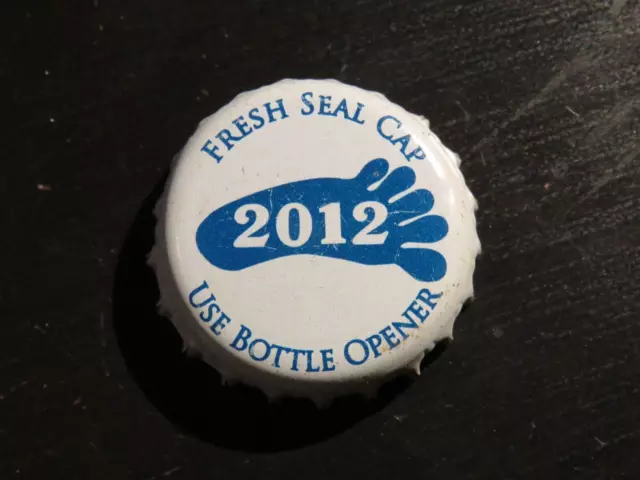 FRESH SEAL CAP
2012
USE BOTTLE OPENER